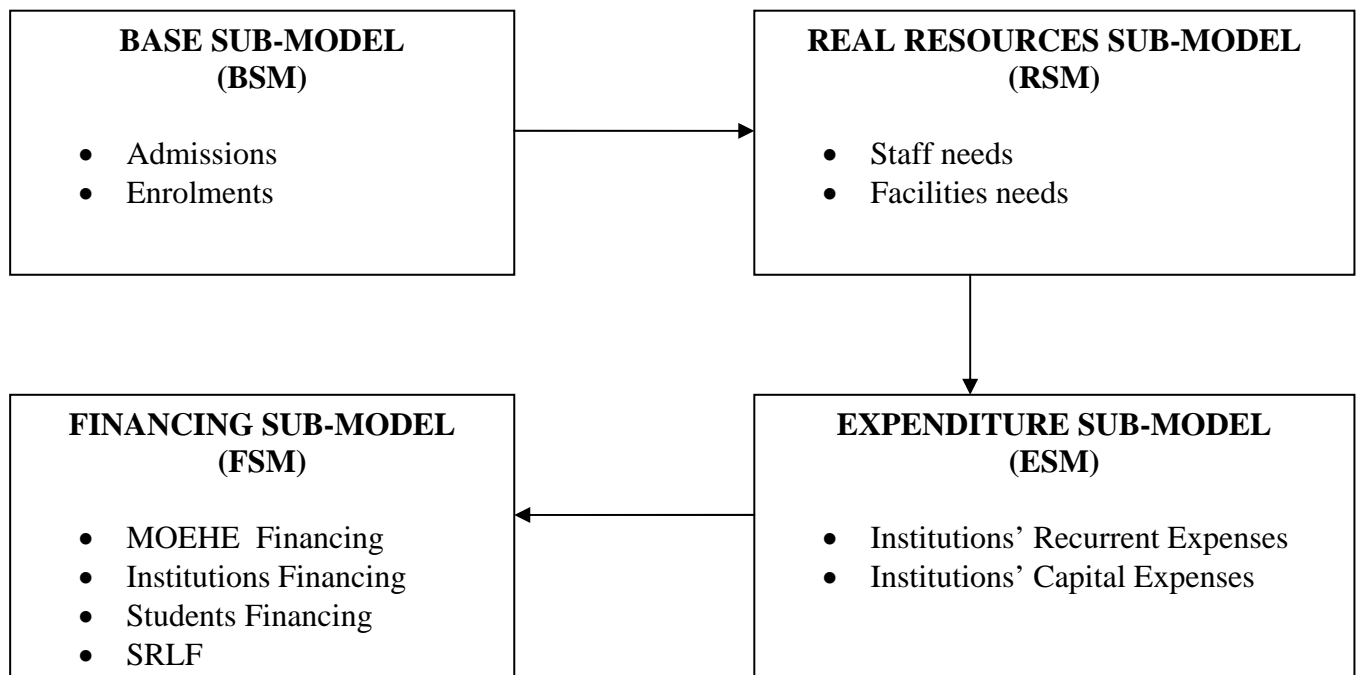 BASE SUB-MODEL
(BSM)
• Admissions
• Enrolments
REAL RESOURCES SUB-MODEL
(RSM)
• Staff needs
• Facilities needs
FINANCING SUB-MODEL
(FSM)
• MOEHE  Financing
• Institutions Financing
• Students Financing
• SRLF
EXPENDITURE SUB-MODEL
(ESM)
• Institutions’ Recurrent Expenses
• Institutions’ Capital Expenses